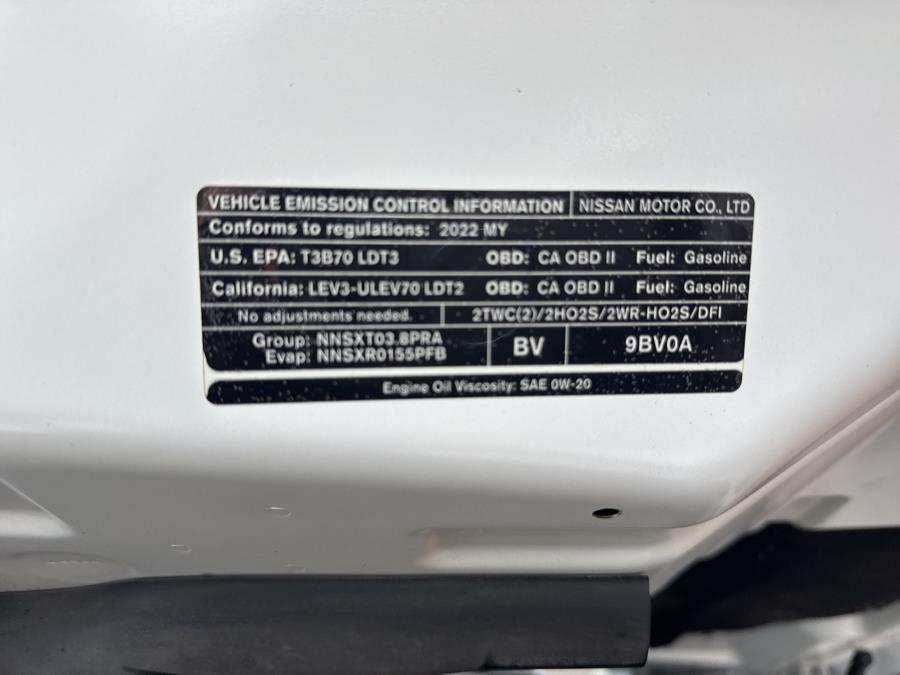 VEHICLE EMISSION CONTROL INFORMATION NISSAN MOTOR CO., LTD
Conforms to regulations: 2022 MY
U.S. EPA: T3B70 LDT3 OBD: CA OBD II Fuel: Gasoline
California: LEV3-ULEV70 LDT2 OBD: CA OBD II Fuel: Gasoline
No adjustments needed. 2TWC(2)/2HO2S/2WR-HO2S/DFI
Group: NNSXT03.8PRA
Evap: NNSXR0155PFB
BV 9BV0A
Engine Oil Viscosity: SAE 0W-20